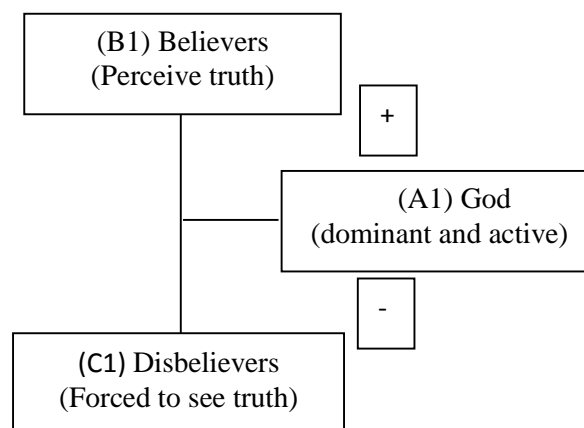 (B1) Believers
(Perceive truth)
+
(A1) God
(dominant and active)
-
(C1) Disbelievers
(Forced to see truth)